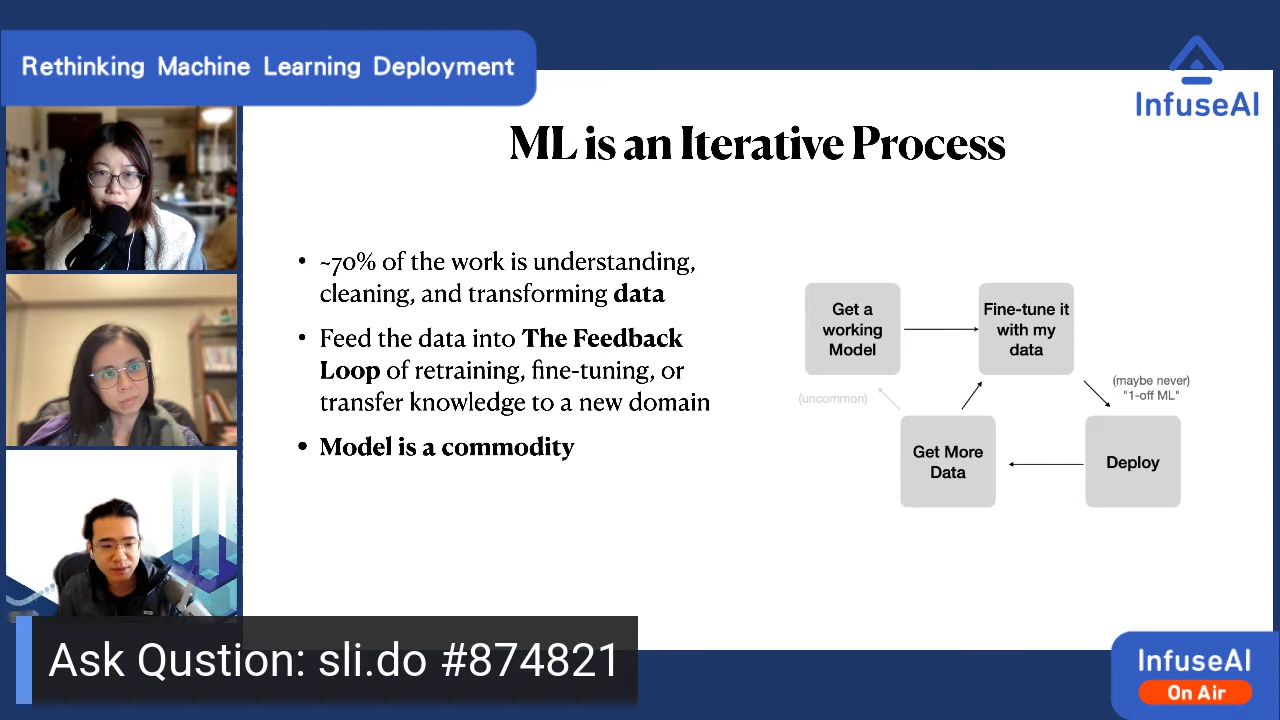 Rethinking Machine Learning Deployment
InfuseAI
ML is an Iterative Process
• ~70% of the work is understanding,
cleaning, and transforming data
• Feed the data into The Feedback
Loop of retraining, fine-tuning, or
transfer knowledge to a new domain
• Model is a commodity
Get a
working
Model
Fine-tune it
with my
data
(maybe never)
"1-off ML"
(uncommon)
Get More
Data
Deploy
Ask Qustion: sli.do #874821
InfuseAI
On Air